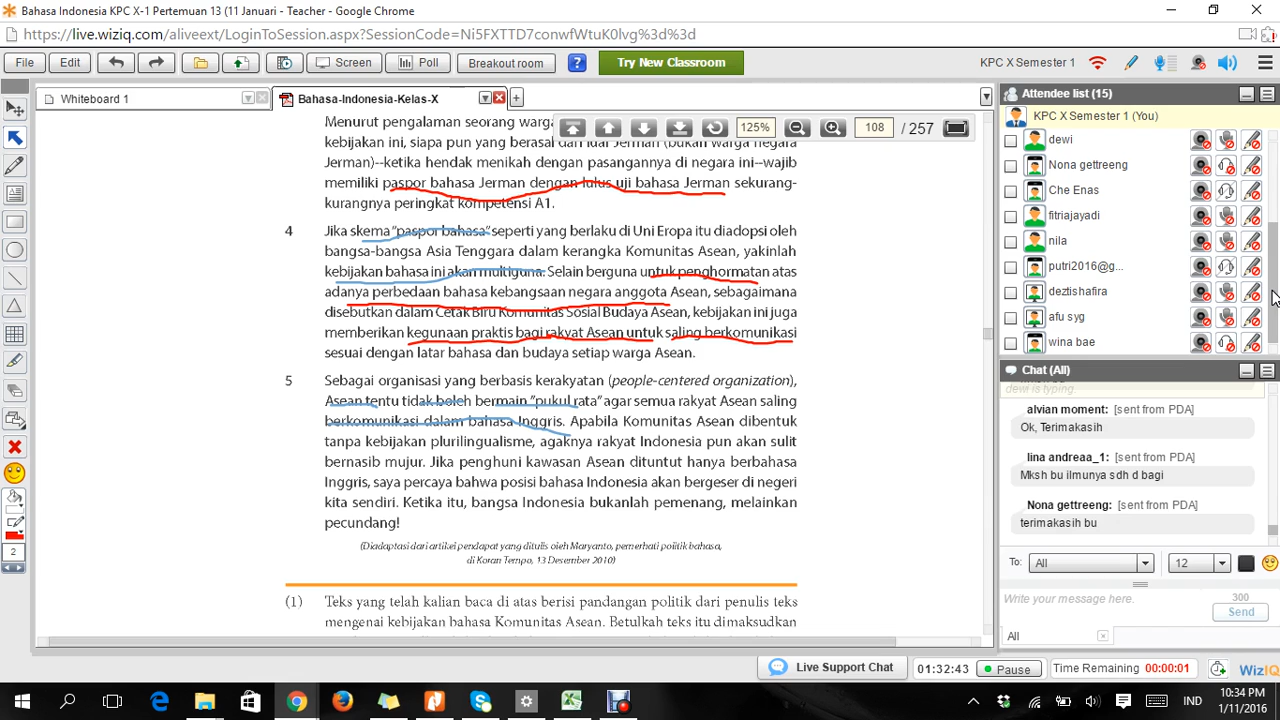 Bahasa Indonesia KPC X-1 Pertemuan 13 (11 Januari - Teacher - Google Chrome
https://live.wiziq.com/aliveext/LoginToSession.aspx?SessionCode=Ni5FXTTD7conwfWtuK0lvg%3d%3d
File Edit Screen Poll Breakout room ? Try New Classroom KPC X Semester 1
Whiteboard 1 Bahasa-Indonesia-Kelas-X +
125% 108 / 257
Menurut pengalaman seorang warga
kebijakan ini, siapa pun yang berasal dari luar Jerman (bukan warga negara
Jerman)--ketika hendak menikah dengan pasangannya di negara ini--wajib
memiliki paspor bahasa Jerman dengan lulus uji bahasa Jerman sekurang-
kurangnya peringkat kompetensi A1.
4 Jika skema "paspor bahasa" seperti yang berlaku di Uni Eropa itu diadopsi oleh
bangsa-bangsa Asia Tenggara dalam kerangka Komunitas Asean, yakinlah
kebijakan bahasa ini akan multiguna. Selain berguna untuk penghormatan atas
adanya perbedaan bahasa kebangsaan negara anggota Asean, sebagaimana
disebutkan dalam Cetak Biru Komunitas Sosial Budaya Asean, kebijakan ini juga
memberikan kegunaan praktis bagi rakyat Asean untuk saling berkomunikasi
sesuai dengan latar bahasa dan budaya setiap warga Asean.
5 Sebagai organisasi yang berbasis kerakyatan (people-centered organization),
Asean tentu tidak boleh bermain "pukul rata" agar semua rakyat Asean saling
berkomunikasi dalam bahasa Inggris. Apabila Komunitas Asean dibentuk
tanpa kebijakan plurilingualisme, agaknya rakyat Indonesia pun akan sulit
bernasib mujur. Jika penghuni kawasan Asean dituntut hanya berbahasa
Inggris, saya percaya bahwa posisi bahasa Indonesia akan bergeser di negeri
kita sendiri. Ketika itu, bangsa Indonesia bukanlah pemenang, melainkan
pecundang!
(Diadaptasi dari artikel pendapat yang ditulis oleh Maryanto, pemerhati politik bahasa,
di Koran Tempo, 13 Desember 2010)
(1) Teks yang telah kalian baca di atas berisi pandangan politik dari penulis teks
mengenai kebijakan bahasa Komunitas Asean. Betulkah teks itu dimaksudkan
2
Attendee list (15)
KPC X Semester 1 (You)
dewi
Nona gettreeng
Che Enas
fitriajayadi
nila
putri2016@g...
deztishafira
afu syg
wina bae
Chat (All)
dewi is typing.
alvian moment: [sent from PDA]
Ok, Terimakasih
lina andreaa_1: [sent from PDA]
Mksh bu ilmunya sdh d bagi
Nona gettreeng: [sent from PDA]
terimakasih bu
To: All 12
Write your message here. 300
Send
All
Live Support Chat 01:32:43 Pause Time Remaining 00:00:01 WizIQ
IND 10:34 PM
1/11/2016